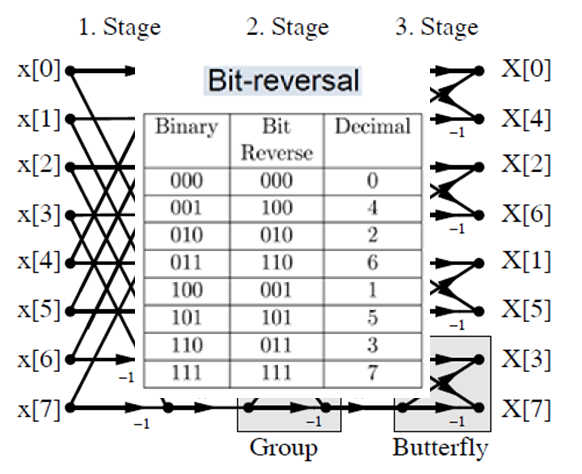 1. Stage 2. Stage 3. Stage
Bit-reversal
Binary Bit Reverse Decimal
000 000 0
001 100 4
010 010 2
011 110 6
100 001 1
101 101 5
110 011 3
111 111 7
x[0] X[0]
x[1] -1 X[4]
x[2] X[2]
x[3] -1 X[6]
x[4] X[1]
x[5] -1 X[5]
x[6] -1 X[3]
x[7] -1 -1 -1 X[7]
Group Butterfly